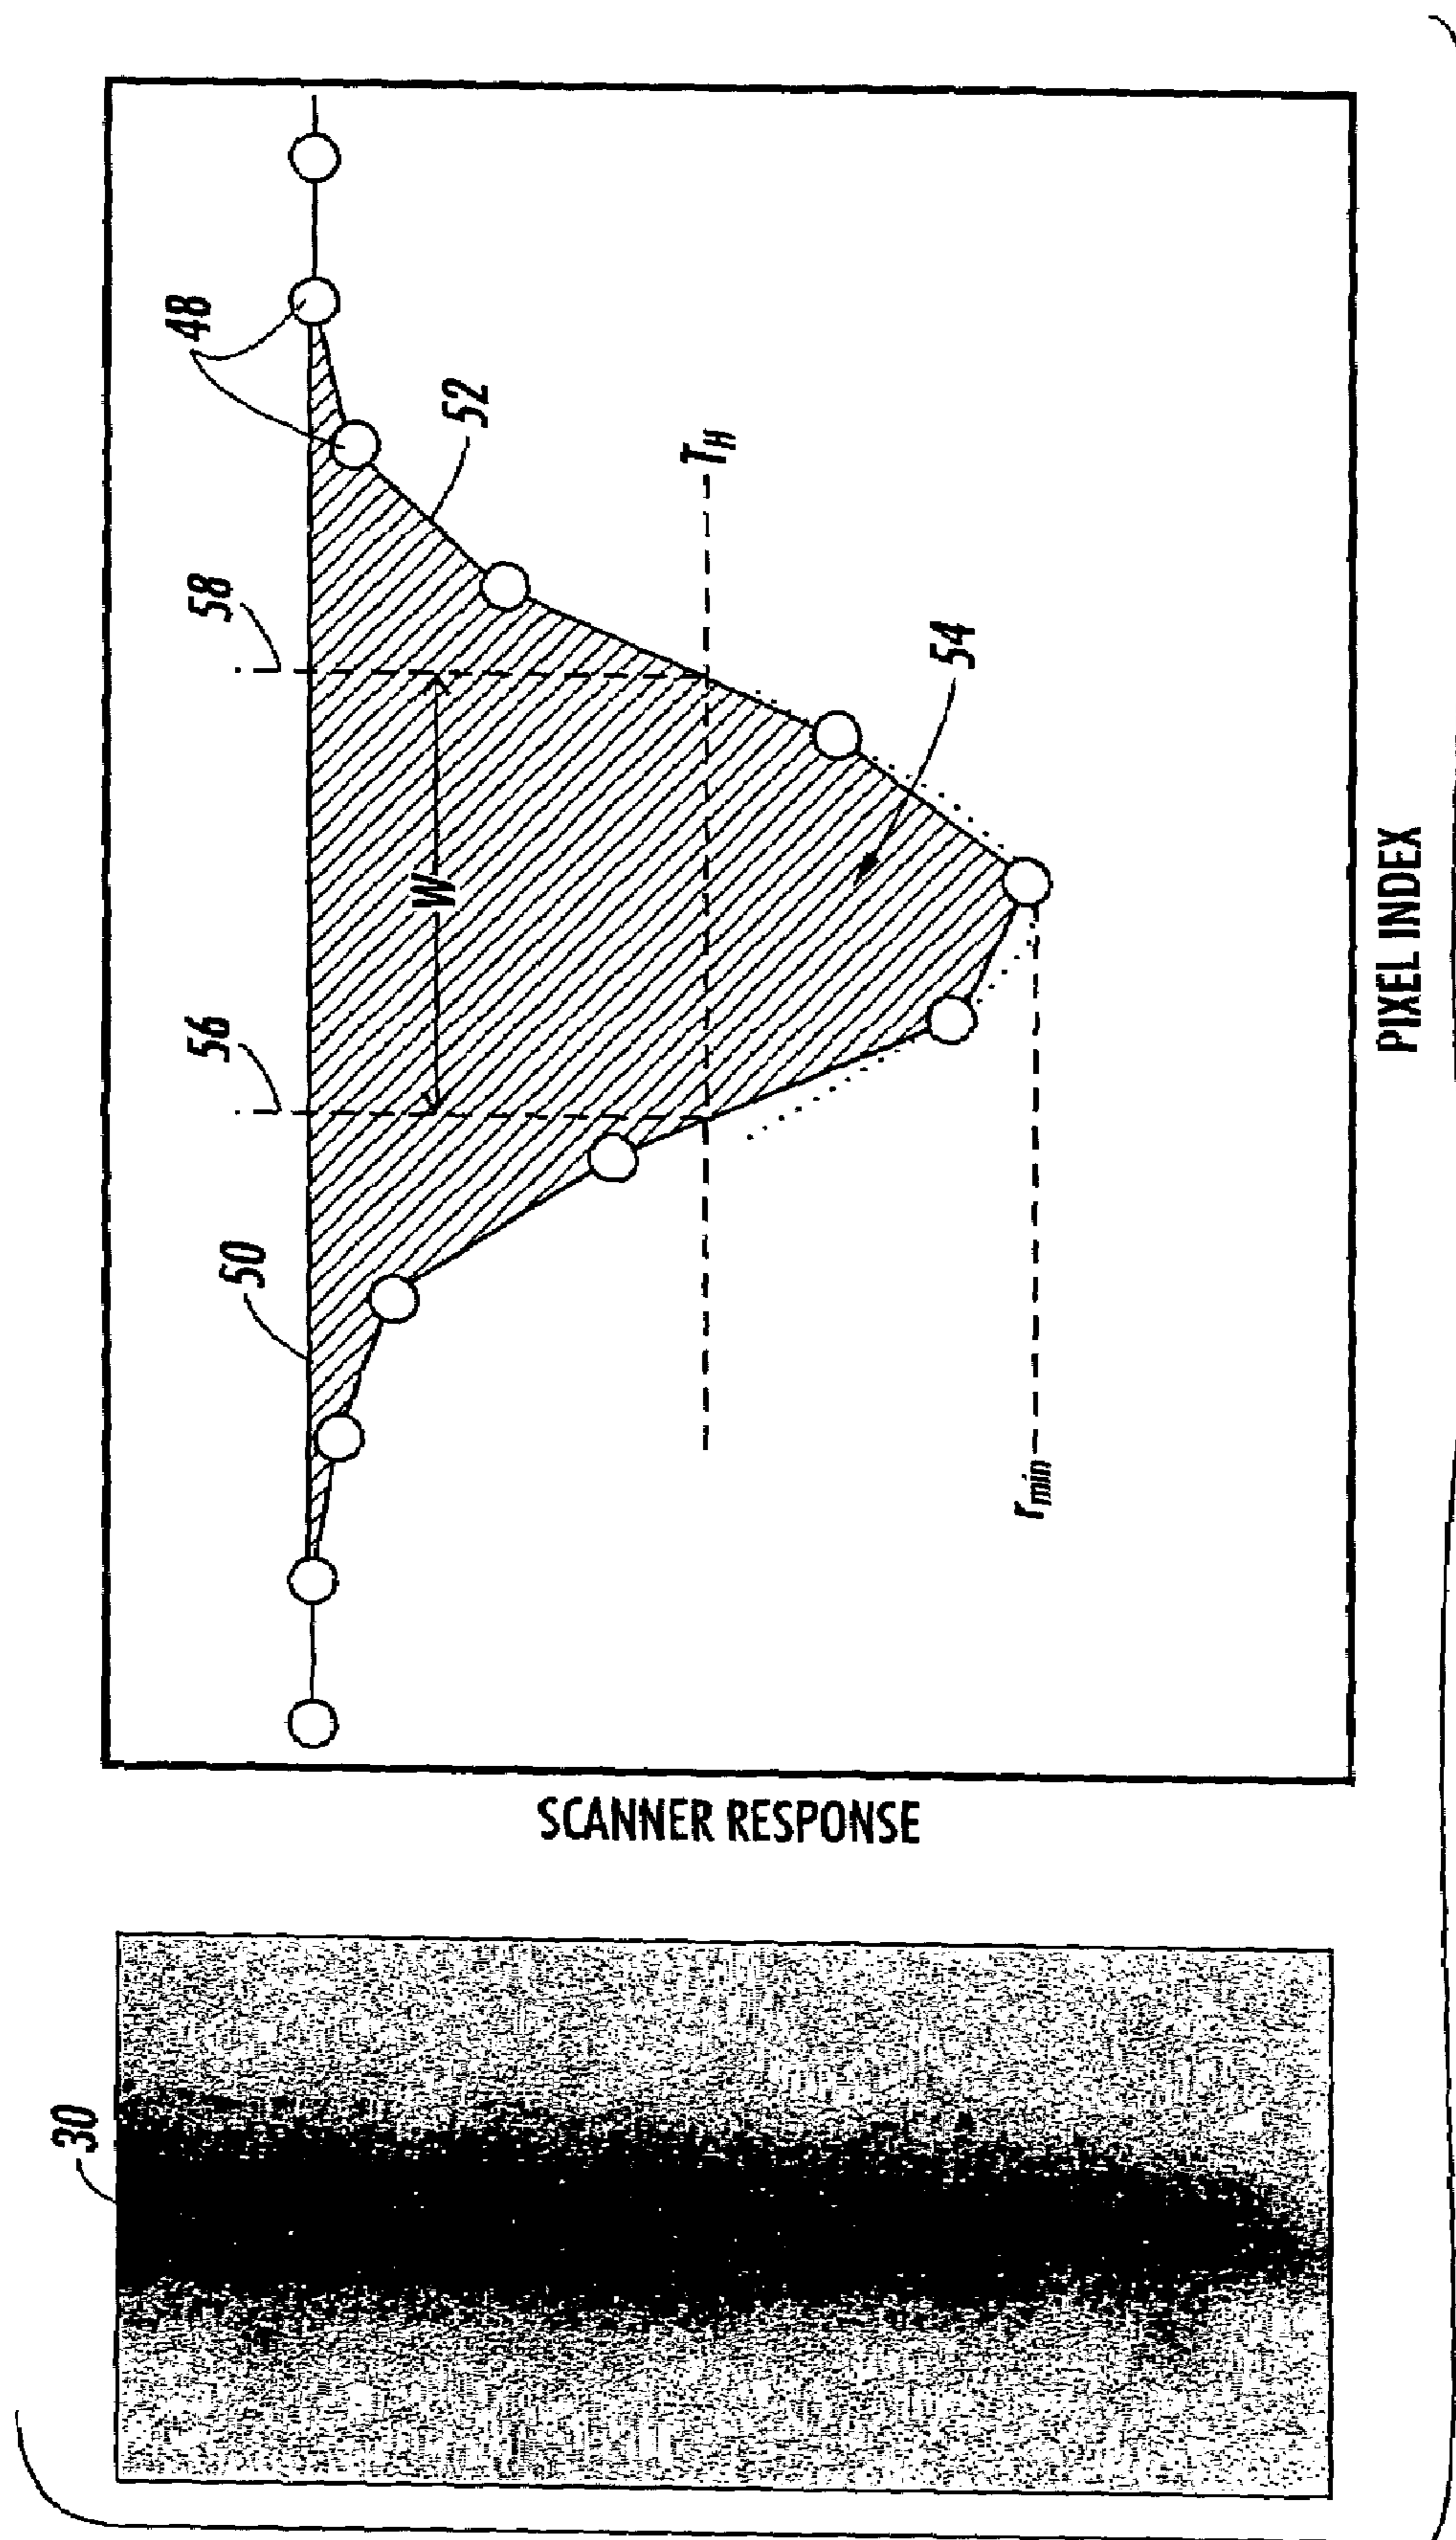 30
SCANNER RESPONSE
50
56
58
48
52
W
T_H
54
r_min
PIXEL INDEX